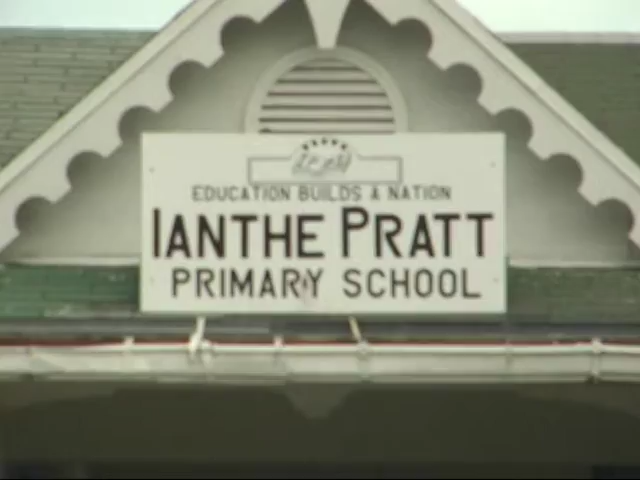 EDUCATION BUILDS A NATION
IANTHE PRATT
PRIMARY SCHOOL